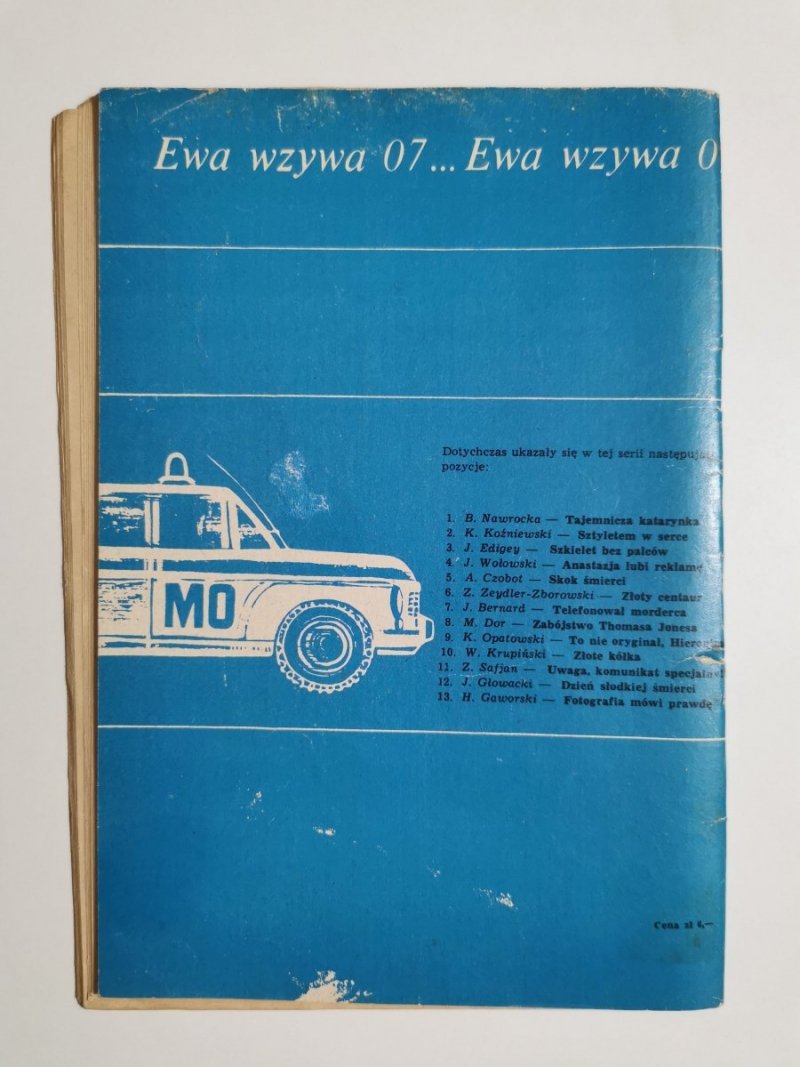 Ewa wzywa 07... Ewa wzywa 0
Dotychczas ukazały się w tej serii następują
pozycje:
1. B. Nawrocka — Tajemnicza katarynka
2. K. Koźniewski — Sztyletem w serce
3. J. Edigey — Szkielet bez palców
4. J. Wołowski — Anastazja lubi reklamę
5. A. Czobot — Skok śmierci
6. Z. Zeydler-Zborowski — Złoty centaur
7. J. Bernard — Telefonował morderca
8. M. Dor — Zabójstwo Thomasa Jonesa
9. K. Opatowski — To nie oryginał, Hieronim
10. W. Krupiński — Złote kółka
11. Z. Safjan — Uwaga, komunikat specjalny!
12. J. Głowacki — Dzień słodkiej śmierci
13. H. Gaworski — Fotografia mówi prawdę
MO
Cena zł 6,—